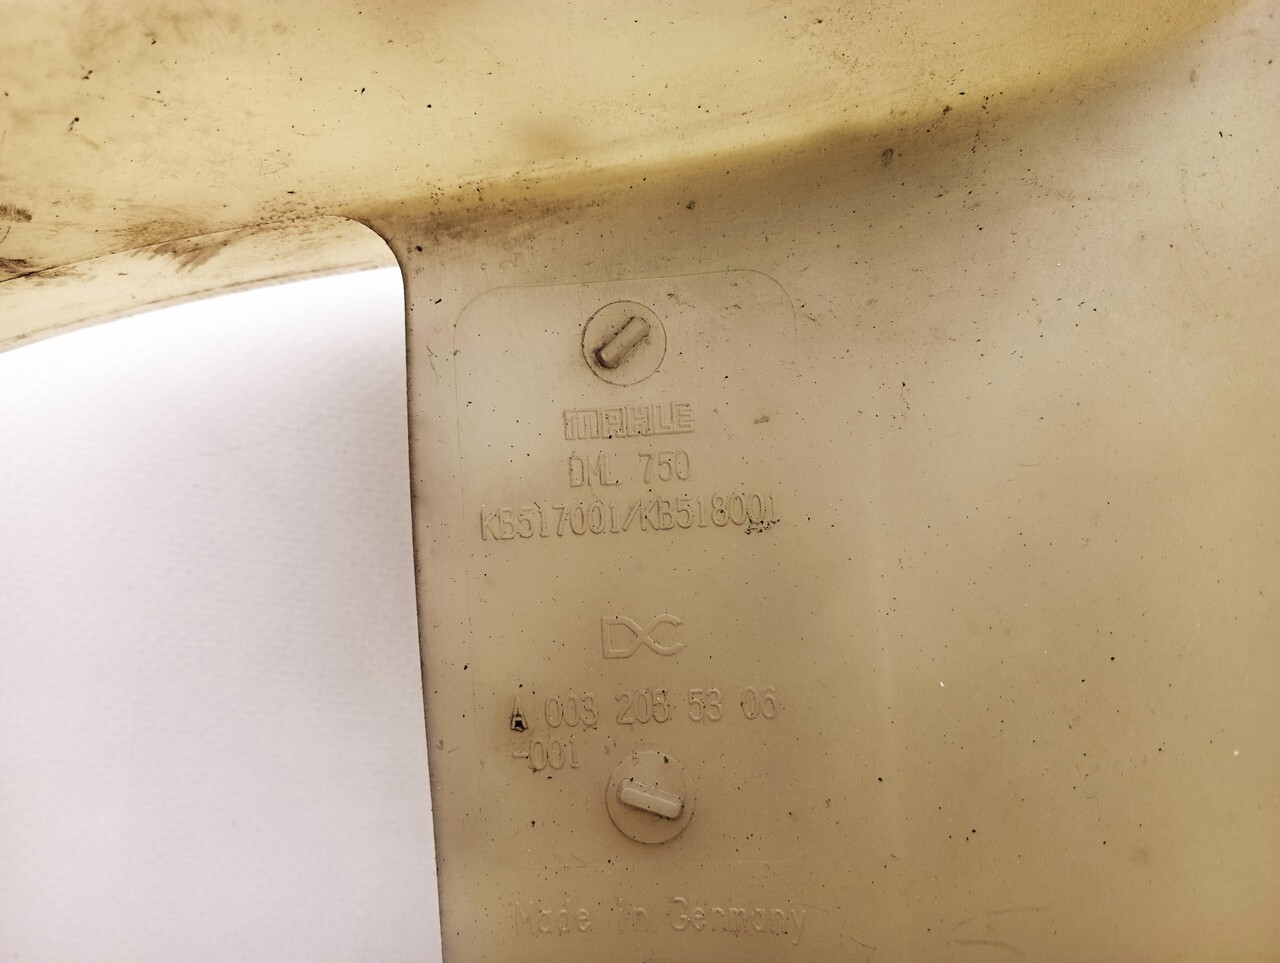 MAHLE
DML 750
KB517001/KB518001
DC
A 003 205 53 06
-001
Made in Germany